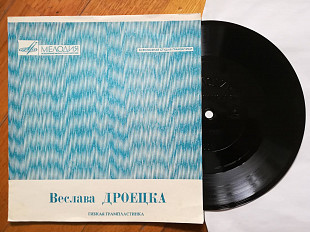 МЕЛОДИЯ
Веслава ДРОЕЦКА
ГИБКАЯ ГРАМПЛАСТИНКА